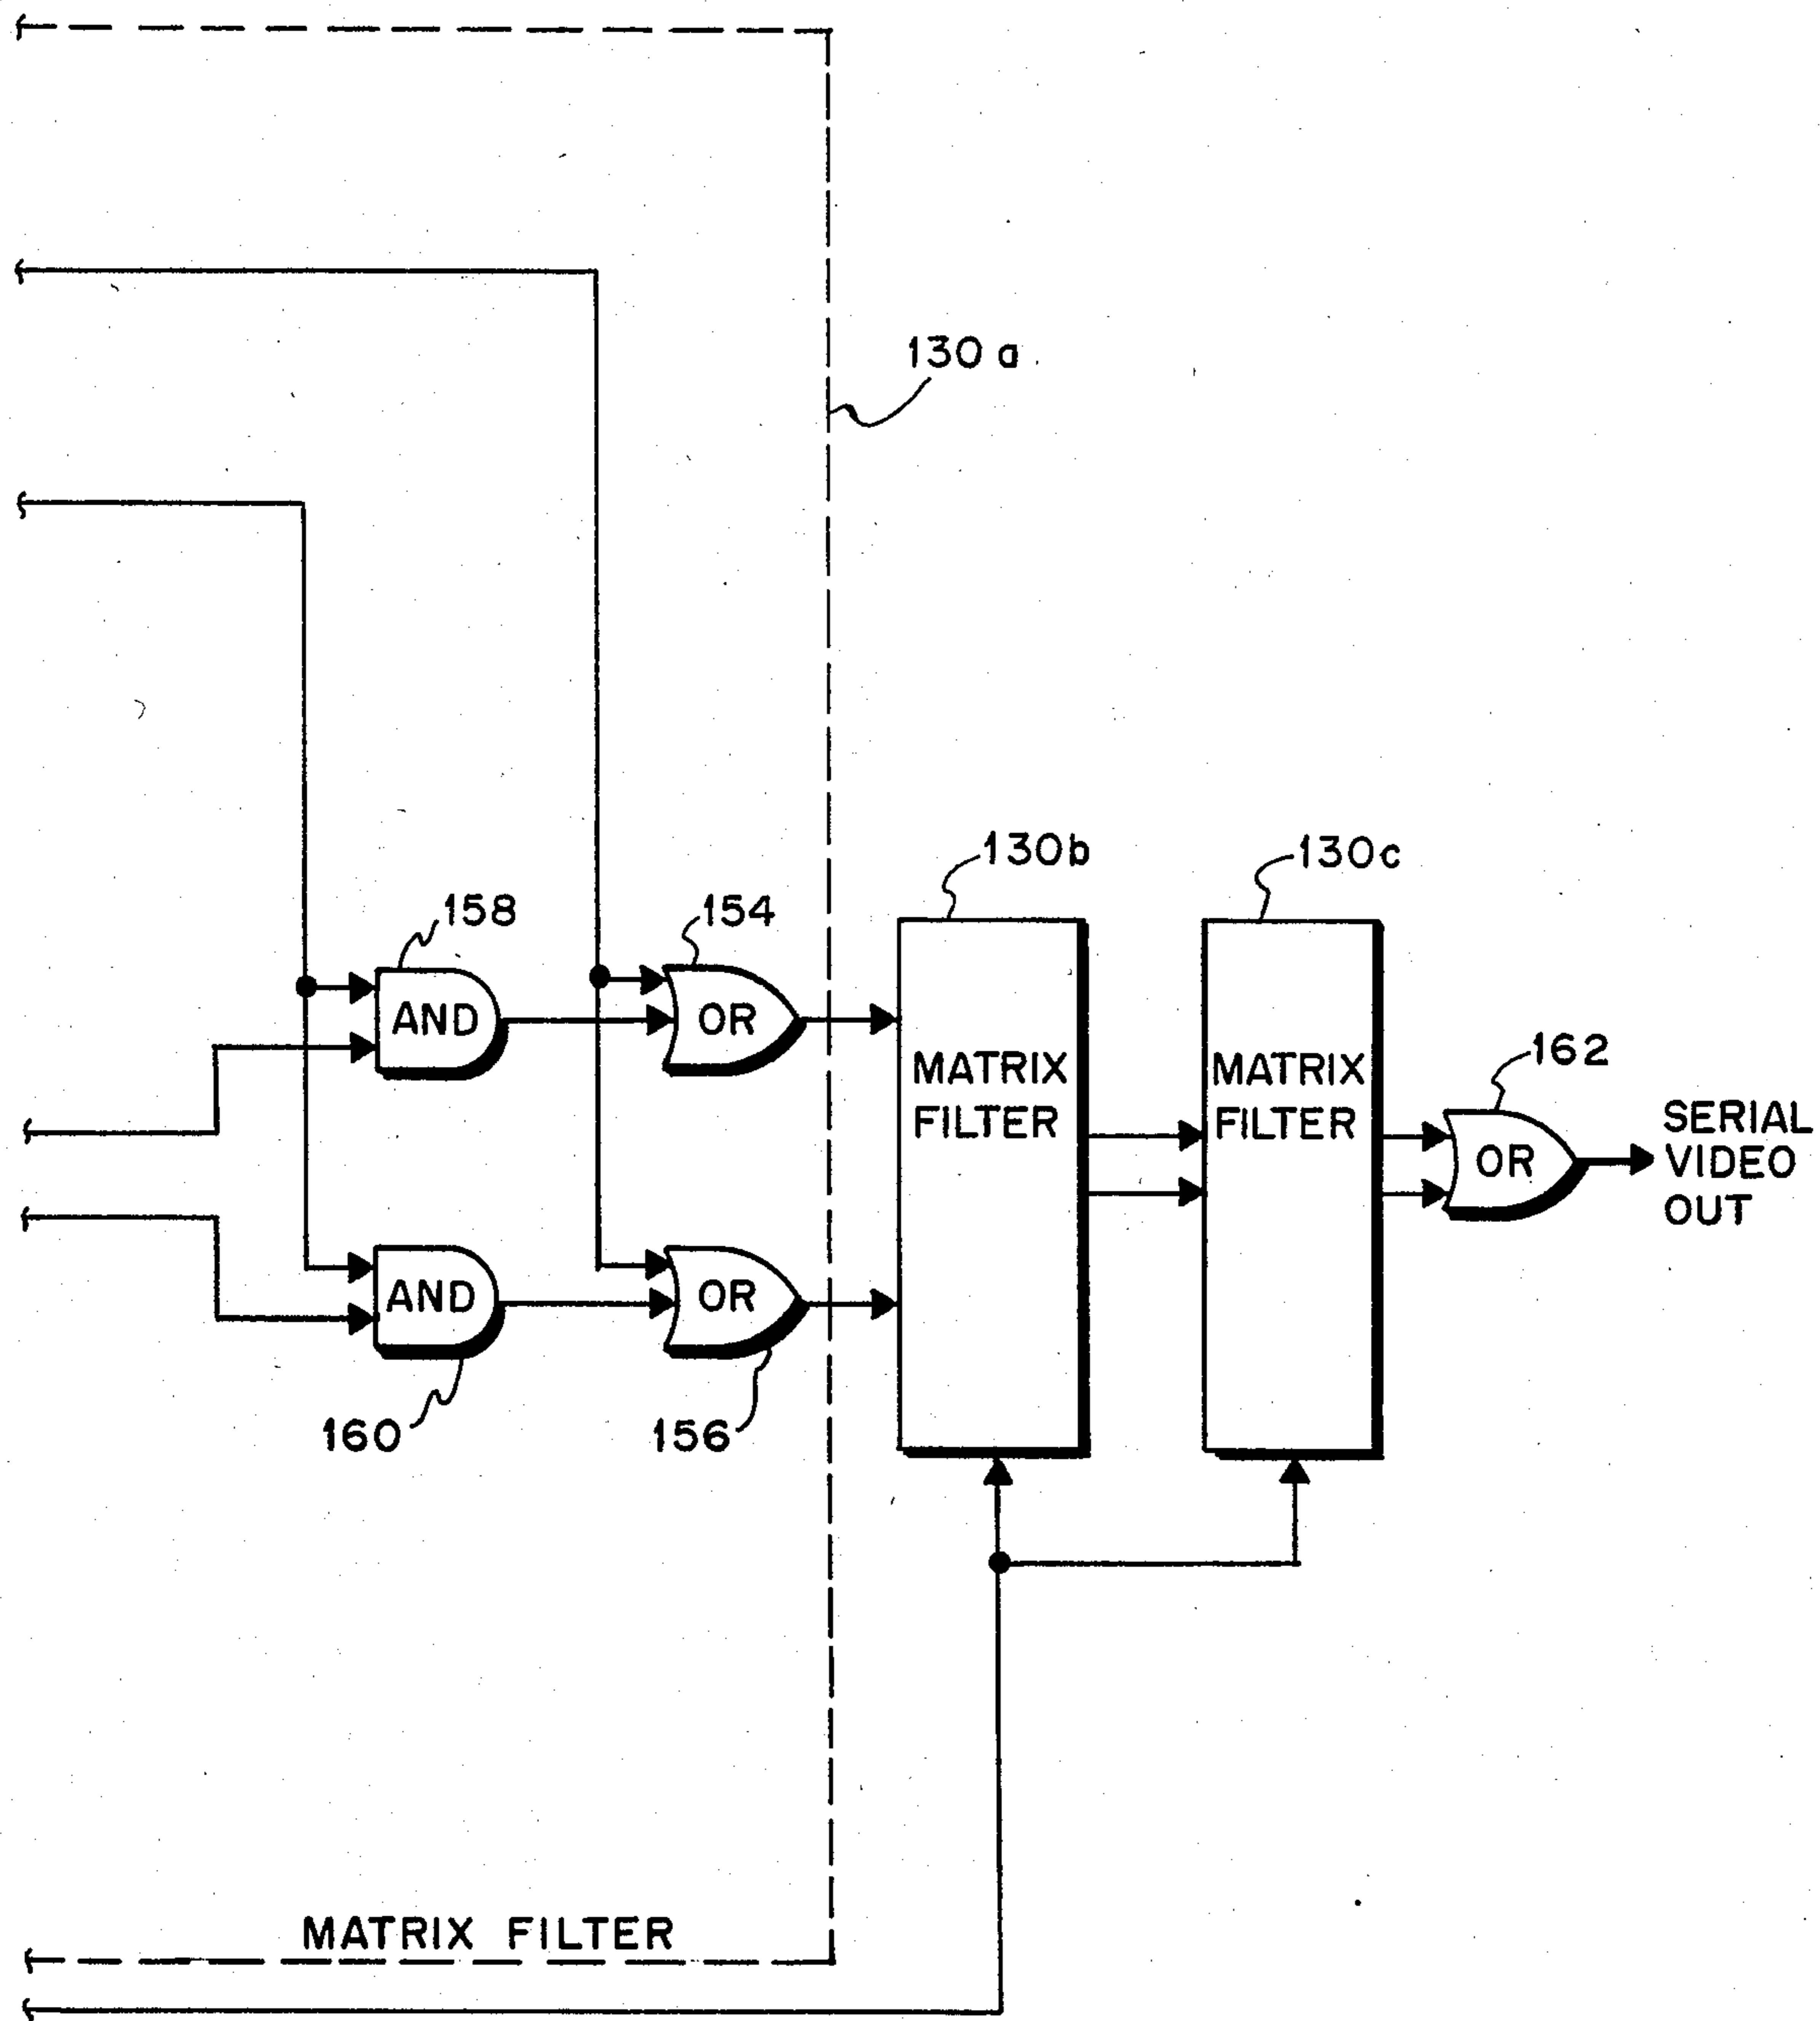 130a
130b
130c
158
154
AND
OR
MATRIX
FILTER
MATRIX
FILTER
162
OR
SERIAL
VIDEO
OUT
AND
OR
160
156
MATRIX FILTER